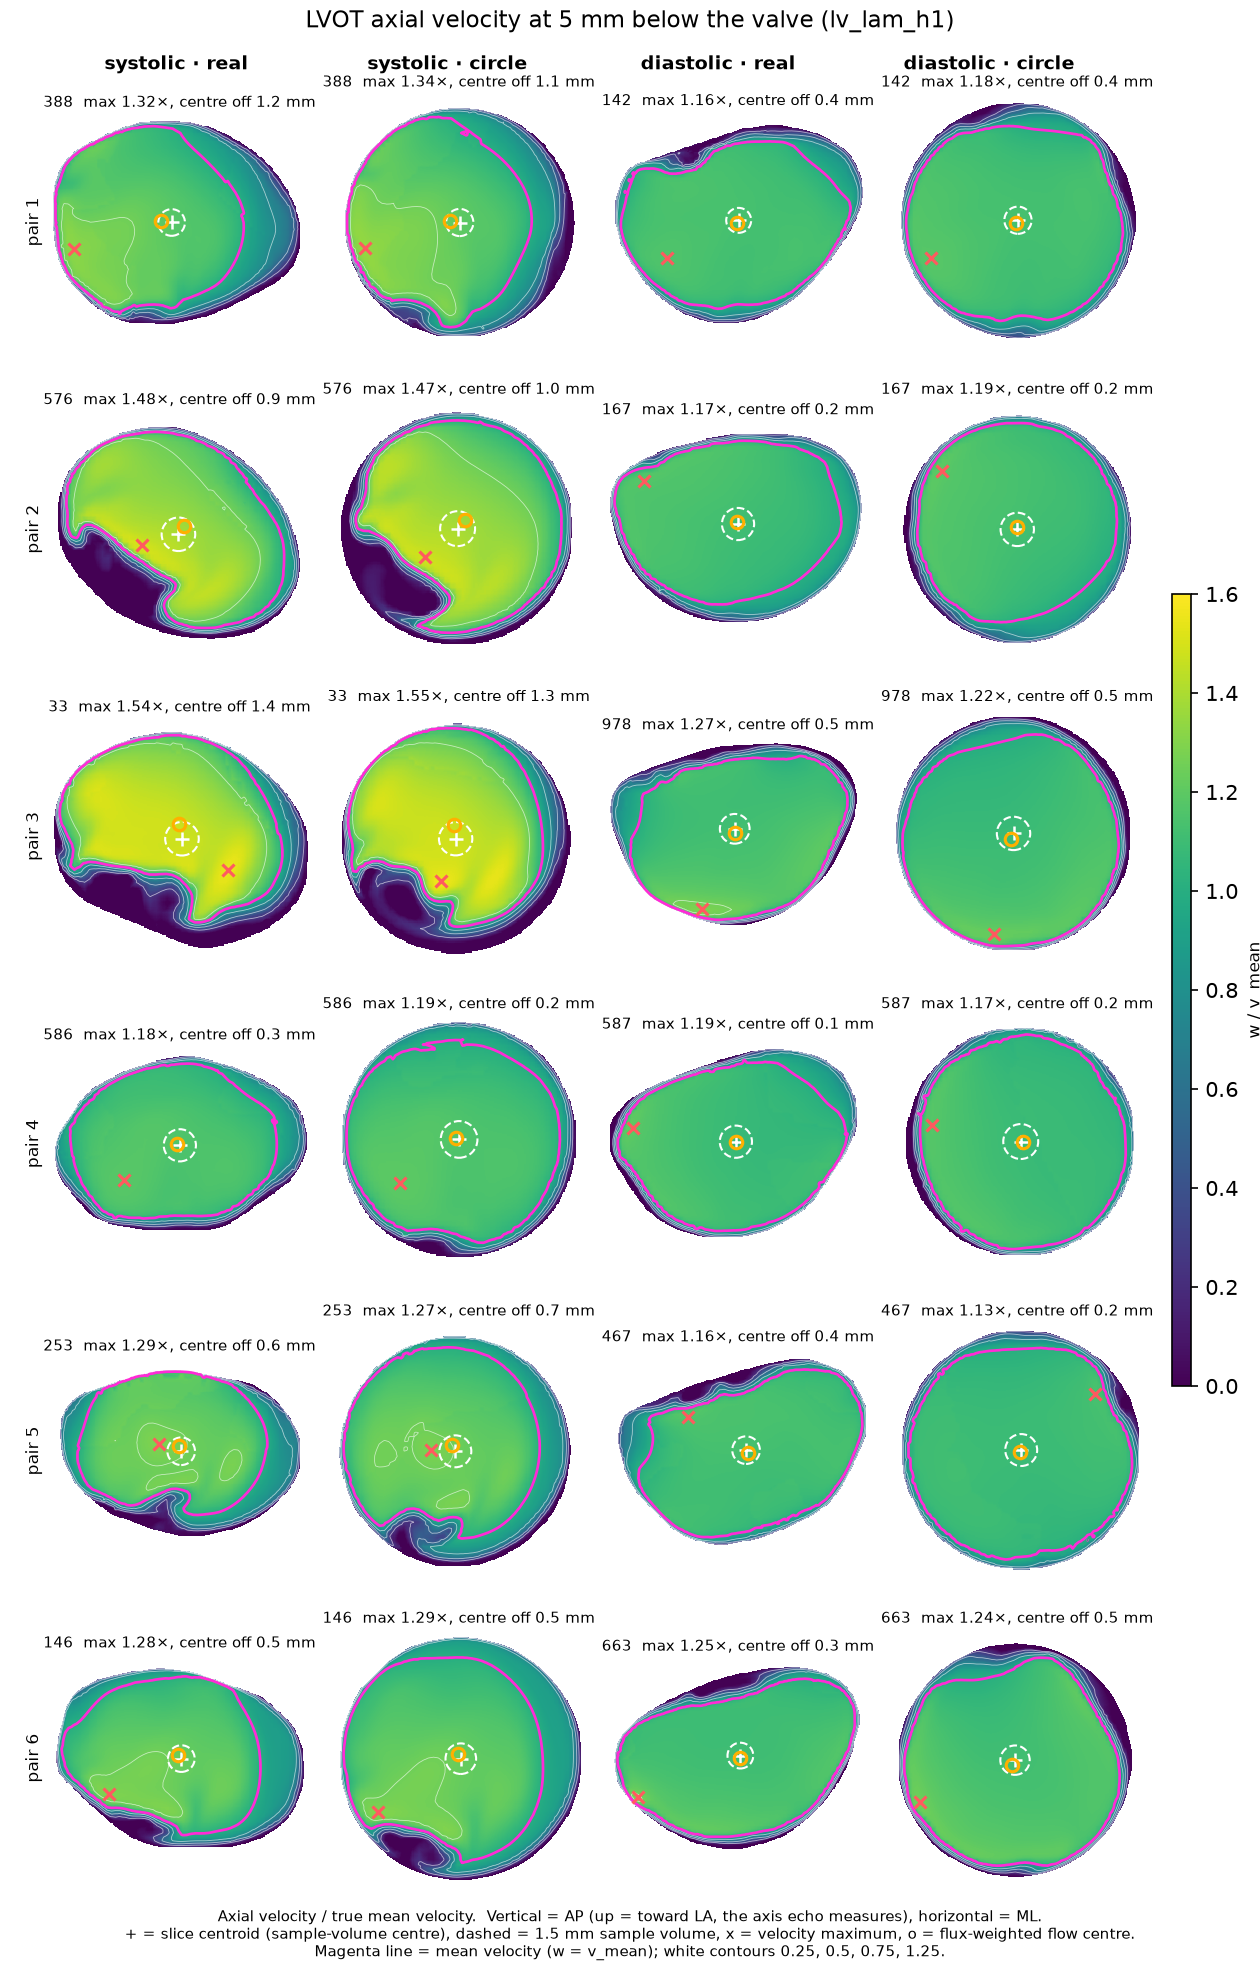 LVOT axial velocity at 5 mm below the valve (lv_lam_h1)
systolic · real
systolic · circle
diastolic · real
diastolic · circle
pair 1
388 max 1.32×, centre off 1.2 mm
388 max 1.34×, centre off 1.1 mm
142 max 1.16×, centre off 0.4 mm
142 max 1.18×, centre off 0.4 mm
pair 2
576 max 1.48×, centre off 0.9 mm
576 max 1.47×, centre off 1.0 mm
167 max 1.17×, centre off 0.2 mm
167 max 1.19×, centre off 0.2 mm
pair 3
33 max 1.54×, centre off 1.4 mm
33 max 1.55×, centre off 1.3 mm
978 max 1.27×, centre off 0.5 mm
978 max 1.22×, centre off 0.5 mm
pair 4
586 max 1.18×, centre off 0.3 mm
586 max 1.19×, centre off 0.2 mm
587 max 1.19×, centre off 0.1 mm
587 max 1.17×, centre off 0.2 mm
pair 5
253 max 1.29×, centre off 0.6 mm
253 max 1.27×, centre off 0.7 mm
467 max 1.16×, centre off 0.4 mm
467 max 1.13×, centre off 0.2 mm
pair 6
146 max 1.28×, centre off 0.5 mm
146 max 1.29×, centre off 0.5 mm
663 max 1.25×, centre off 0.3 mm
663 max 1.24×, centre off 0.5 mm
1.6
1.4
1.2
1.0
0.8
0.6
0.4
0.2
0.0
w / v_mean
Axial velocity / true mean velocity. Vertical = AP (up = toward LA, the axis echo measures), horizontal = ML.
+ = slice centroid (sample-volume centre), dashed = 1.5 mm sample volume, x = velocity maximum, o = flux-weighted flow centre.
Magenta line = mean velocity (w = v_mean); white contours 0.25, 0.5, 0.75, 1.25.